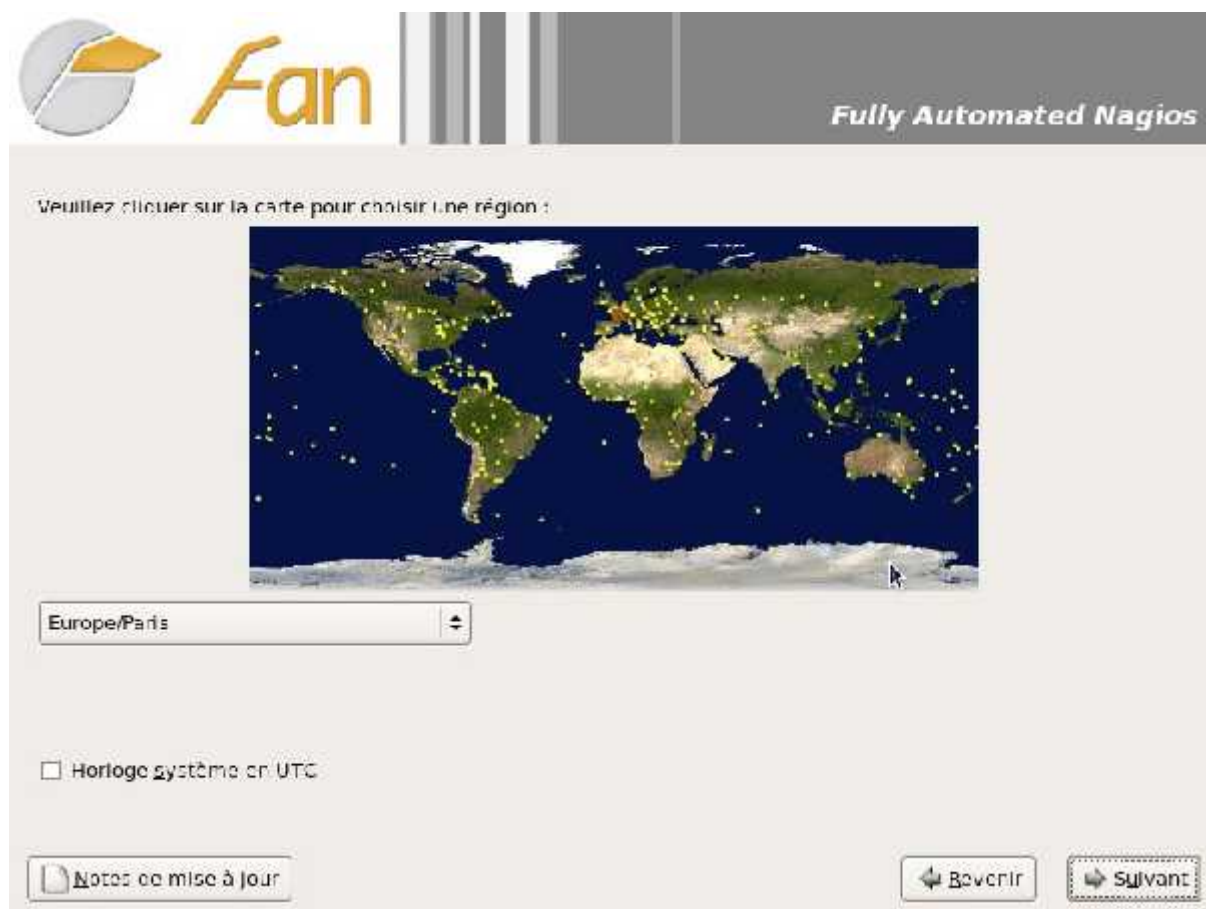 Fan
Fully Automated Nagios
Veuillez cliquer sur la carte pour choisir une région :
Europe/Paris
Horloge système en UTC
Notes de mise à jour
Revenir
Suivant